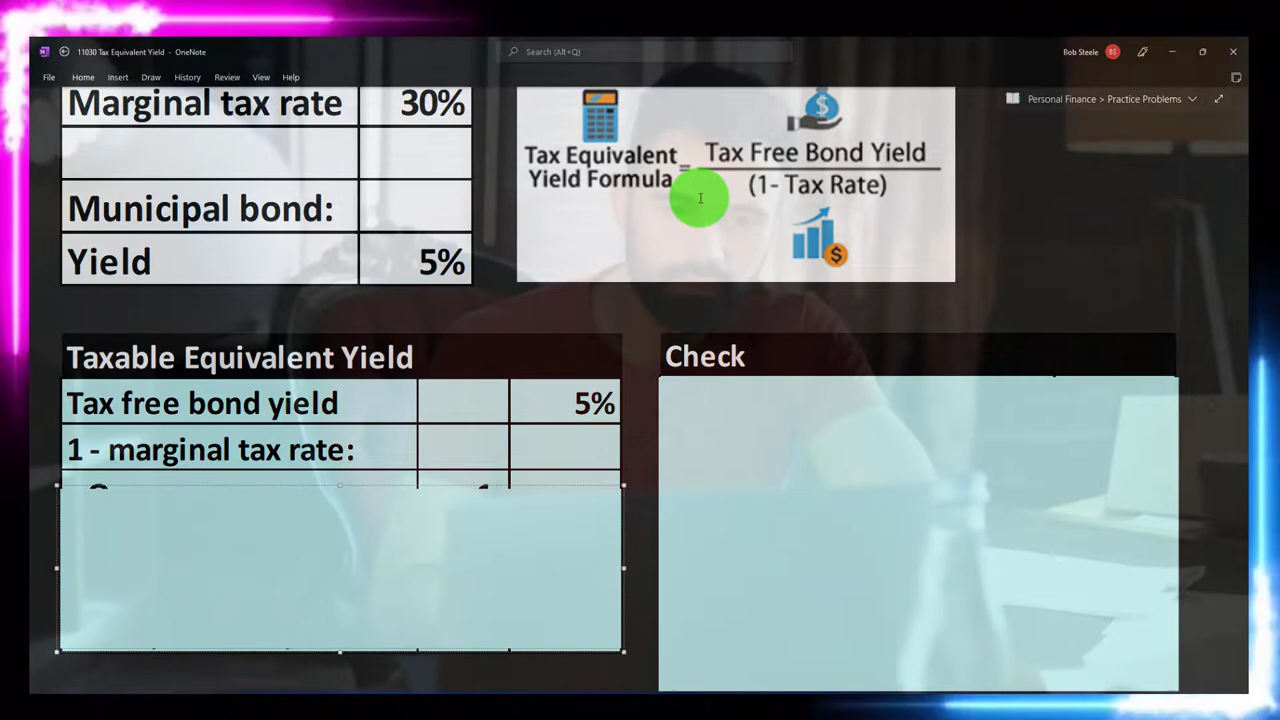 11030 Tax Equivalent Yield - OneNote
Search (Alt+Q)
Bob Steele
BS
File Home Insert Draw History Review View Help
Personal Finance > Practice Problems
Marginal tax rate 30%
Municipal bond:
Yield 5%
Tax Equivalent
Yield Formula
=
Tax Free Bond Yield
(1- Tax Rate)
$
$
Taxable Equivalent Yield
Tax free bond yield 5%
1 - marginal tax rate:
Check